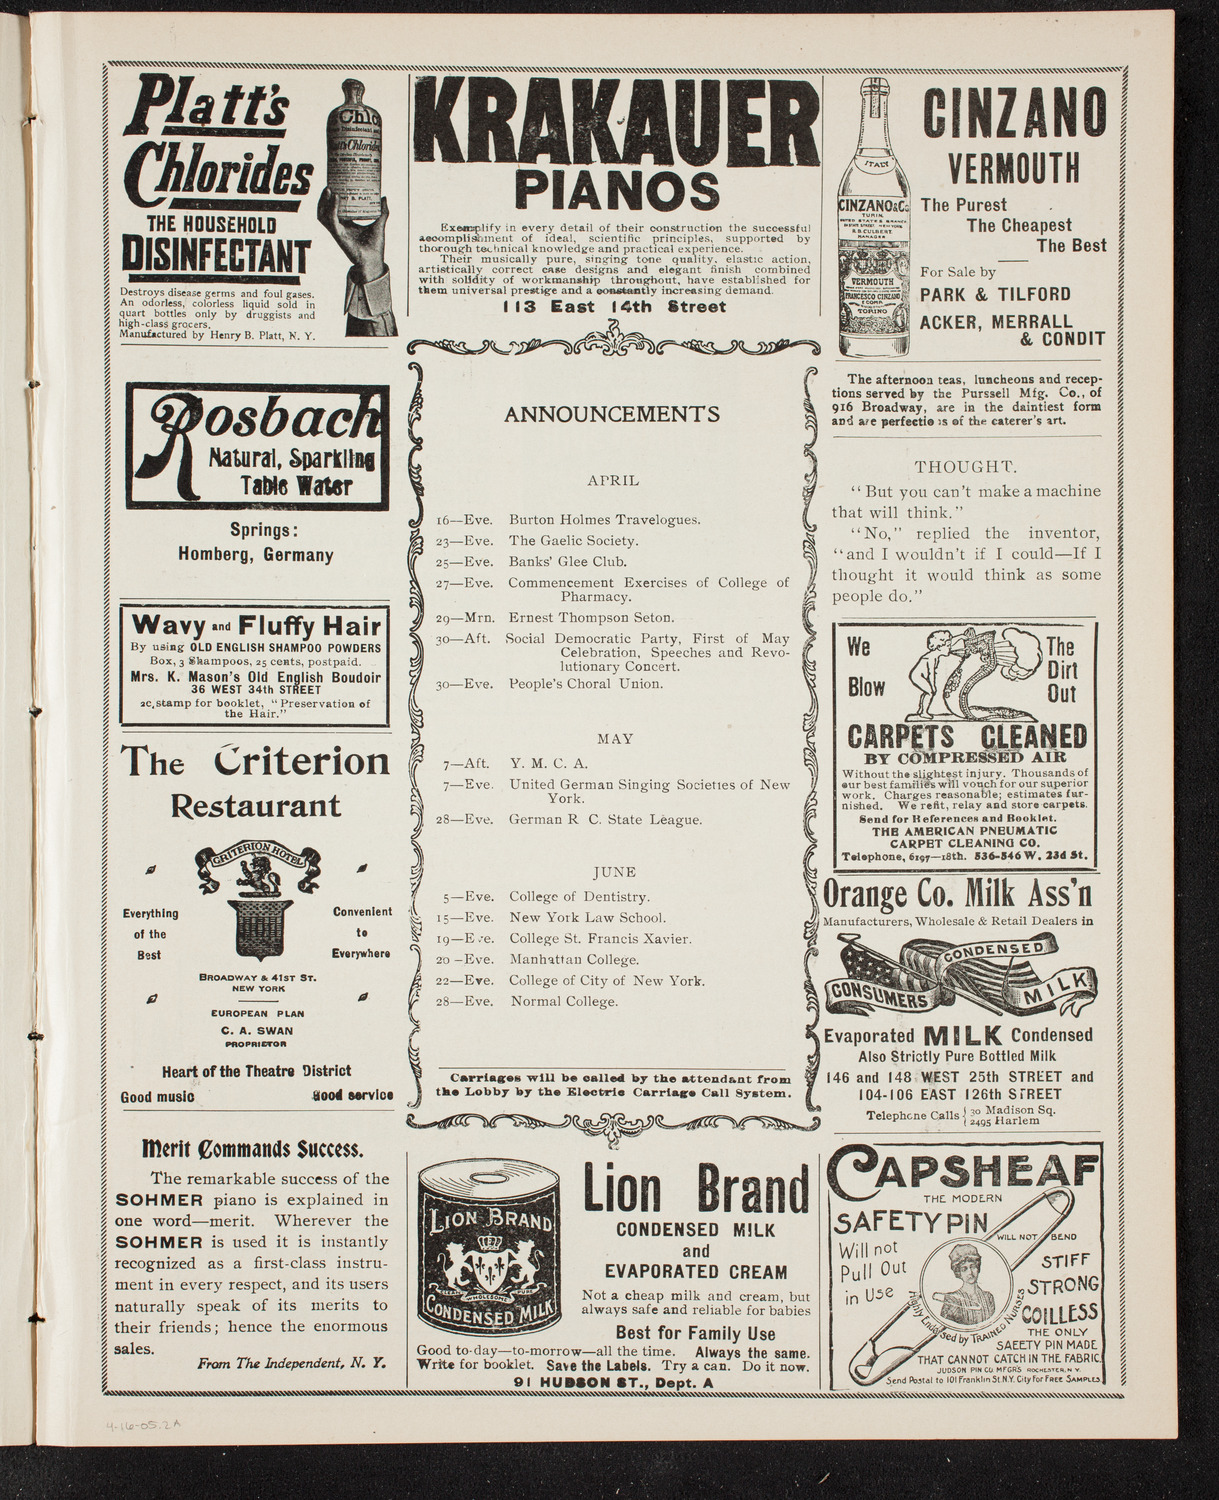 Platt's
Chlorides
THE HOUSEHOLD
DISINFECTANT
Destroys disease germs and foul gases.
An odorless, colorless liquid sold in
quart bottles only by druggists and
high-class grocers.
Manufactured by Henry B. Platt, N. Y.
Rosbach
Natural, Sparkling
Table Water
Springs:
Homberg, Germany
Wavy and Fluffy Hair
By using OLD ENGLISH SHAMPOO POWDERS
Box, 3 Shampoos, 25 cents, postpaid.
Mrs. K. Mason's Old English Boudoir
36 WEST 34th STREET
2c. stamp for booklet, "Preservation of
the Hair."
The Criterion
Restaurant
CRITERION HOTEL
Everything
of the
Best
Convenient
to
Everywhere
BROADWAY & 41ST ST.
NEW YORK
EUROPEAN PLAN
C. A. SWAN
PROPRIETOR
Heart of the Theatre District
Good music Good service
Merit Commands Success.
The remarkable success of the
SOHMER piano is explained in
one word—merit. Wherever the
SOHMER is used it is instantly
recognized as a first-class instru-
ment in every respect, and its users
naturally speak of its merits to
their friends; hence the enormous
sales.
From The Independent, N. Y.
KRAKAUER
PIANOS
Exemplify in every detail of their construction the successful
accomplishment of ideal, scientific principles, supported by
thorough technical knowledge and practical experience.
Their musically pure, singing tone quality, elastic action,
artistically correct case designs and elegant finish combined
with solidity of workmanship throughout, have established for
them universal prestige and a constantly increasing demand.
113 East 14th Street
ANNOUNCEMENTS
APRIL
16—Eve. Burton Holmes Travelogues.
23—Eve. The Gaelic Society.
25—Eve. Banks' Glee Club.
27—Eve. Commencement Exercises of College of
Pharmacy.
29—Mrn. Ernest Thompson Seton.
30—Aft. Social Democratic Party, First of May
Celebration, Speeches and Revo-
lutionary Concert.
30—Eve. People's Choral Union.
MAY
7—Aft. Y. M. C. A.
7—Eve. United German Singing Societies of New
York.
28—Eve. German R C. State League.
JUNE
5—Eve. College of Dentistry.
15—Eve. New York Law School.
19—Eve. College St. Francis Xavier.
20—Eve. Manhattan College.
22—Eve. College of City of New York.
28—Eve. Normal College.
Carriages will be called by the attendant from
the Lobby by the Electric Carriage Call System.
LION BRAND
CLEAN WHOLESOME PURE
CONDENSED MILK
Lion Brand
CONDENSED MILK
and
EVAPORATED CREAM
Not a cheap milk and cream, but
always safe and reliable for babies
Best for Family Use
Good to-day—to-morrow—all the time. Always the same.
Write for booklet. Save the Labels. Try a can. Do it now.
91 HUDSON ST., Dept. A
ITALY
CINZANO & Co
TURIN
VERMOUTH
FRANCESCO CINZANO
TORINO
CINZANO
VERMOUTH
The Purest
The Cheapest
The Best
For Sale by
PARK & TILFORD
ACKER, MERRALL
& CONDIT
The afternoon teas, luncheons and recep-
tions served by the Purssell Mfg. Co., of
916 Broadway, are in the daintiest form
and are perfections of the caterer's art.
THOUGHT.
"But you can't make a machine
that will think."
"No," replied the inventor,
"and I wouldn't if I could—If I
thought it would think as some
people do."
We
Blow
The
Dirt
Out
CARPETS CLEANED
BY COMPRESSED AIR
Without the slightest injury. Thousands of
our best families will vouch for our superior
work. Charges reasonable; estimates fur-
nished. We refit, relay and store carpets.
Send for References and Booklet.
THE AMERICAN PNEUMATIC
CARPET CLEANING CO.
Telephone, 6197—18th. 536-546 W. 23d St.
Orange Co. Milk Ass'n
Manufacturers, Wholesale & Retail Dealers in
CONSUMERS
CONDENSED
MILK
Evaporated MILK Condensed
Also Strictly Pure Bottled Milk
146 and 148 WEST 25th STREET and
104-106 EAST 126th STREET
Telephone Calls { 30 Madison Sq.
2495 Harlem
CAPSHEAF
THE MODERN
SAFETY PIN
WILL NOT BEND
Will not
Pull Out
in Use
STIFF
STRONG
COILLESS
Highly Endorsed by TRAINED NURSES
THE ONLY
SAFETY PIN MADE
THAT CANNOT CATCH IN THE FABRIC.
JUDSON PIN CO. MFGRS ROCHESTER, N.Y.
Send Postal to 101 Franklin St. N.Y. City for FREE SAMPLES
4-16-05.2A